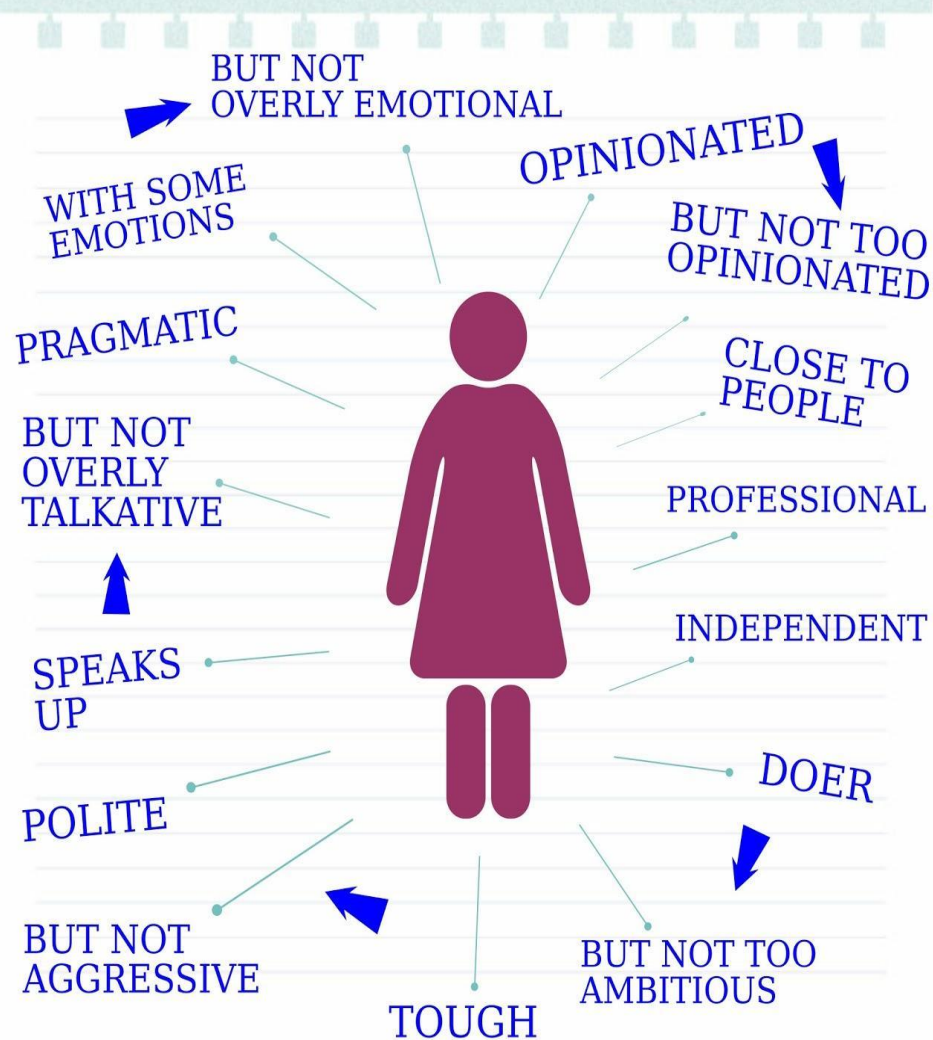 BUT NOT
OVERLY EMOTIONAL
OPINIONATED
BUT NOT TOO
OPINIONATED
CLOSE TO
PEOPLE
PROFESSIONAL
INDEPENDENT
DOER
BUT NOT TOO
AMBITIOUS
TOUGH
BUT NOT
AGGRESSIVE
POLITE
SPEAKS
UP
BUT NOT
OVERLY
TALKATIVE
PRAGMATIC
WITH SOME
EMOTIONS